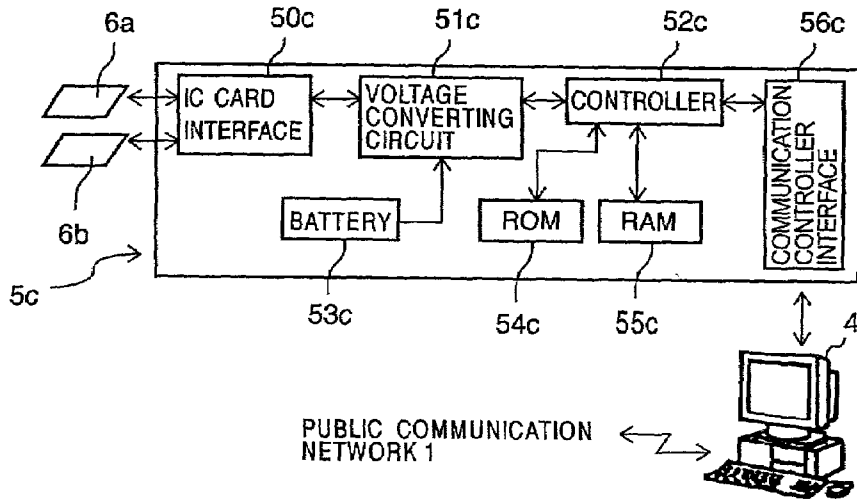 6a
50c
51c
52c
56c
IC CARD
INTERFACE
VOLTAGE
CONVERTING
CIRCUIT
CONTROLLER
COMMUNICATION
CONTROLLER
INTERFACE
6b
BATTERY
ROM
RAM
5c
53c
54c
55c
4
PUBLIC COMMUNICATION
NETWORK 1